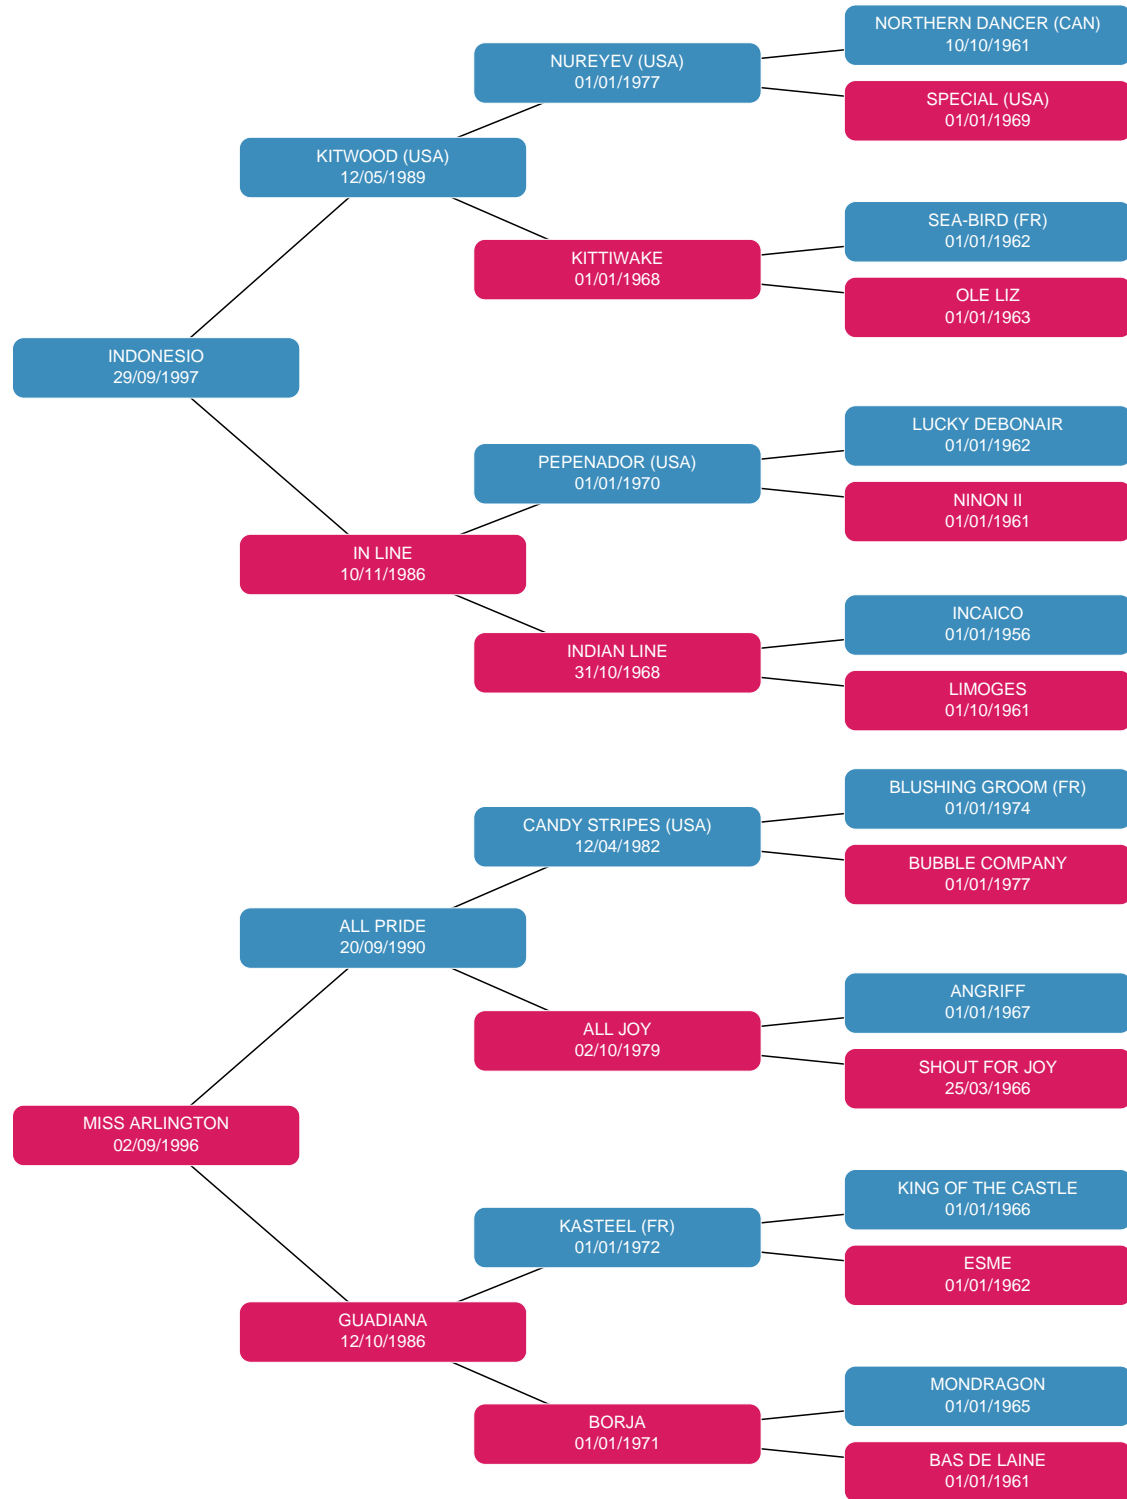 NORTHERN DANCER (CAN)
10/10/1961
NUREYEV (USA)
01/01/1977
SPECIAL (USA)
01/01/1969
KITWOOD (USA)
12/05/1989
SEA-BIRD (FR)
01/01/1962
KITTIWAKE
01/01/1968
OLE LIZ
01/01/1963
INDONESIO
29/09/1997
LUCKY DEBONAIR
01/01/1962
PEPENADOR (USA)
01/01/1970
NINON II
01/01/1961
IN LINE
10/11/1986
INCAICO
01/01/1956
INDIAN LINE
31/10/1968
LIMOGES
01/10/1961
BLUSHING GROOM (FR)
01/01/1974
CANDY STRIPES (USA)
12/04/1982
BUBBLE COMPANY
01/01/1977
ALL PRIDE
20/09/1990
ANGRIFF
01/01/1967
ALL JOY
02/10/1979
SHOUT FOR JOY
25/03/1966
MISS ARLINGTON
02/09/1996
KING OF THE CASTLE
01/01/1966
KASTEEL (FR)
01/01/1972
ESME
01/01/1962
GUADIANA
12/10/1986
MONDRAGON
01/01/1965
BORJA
01/01/1971
BAS DE LAINE
01/01/1961